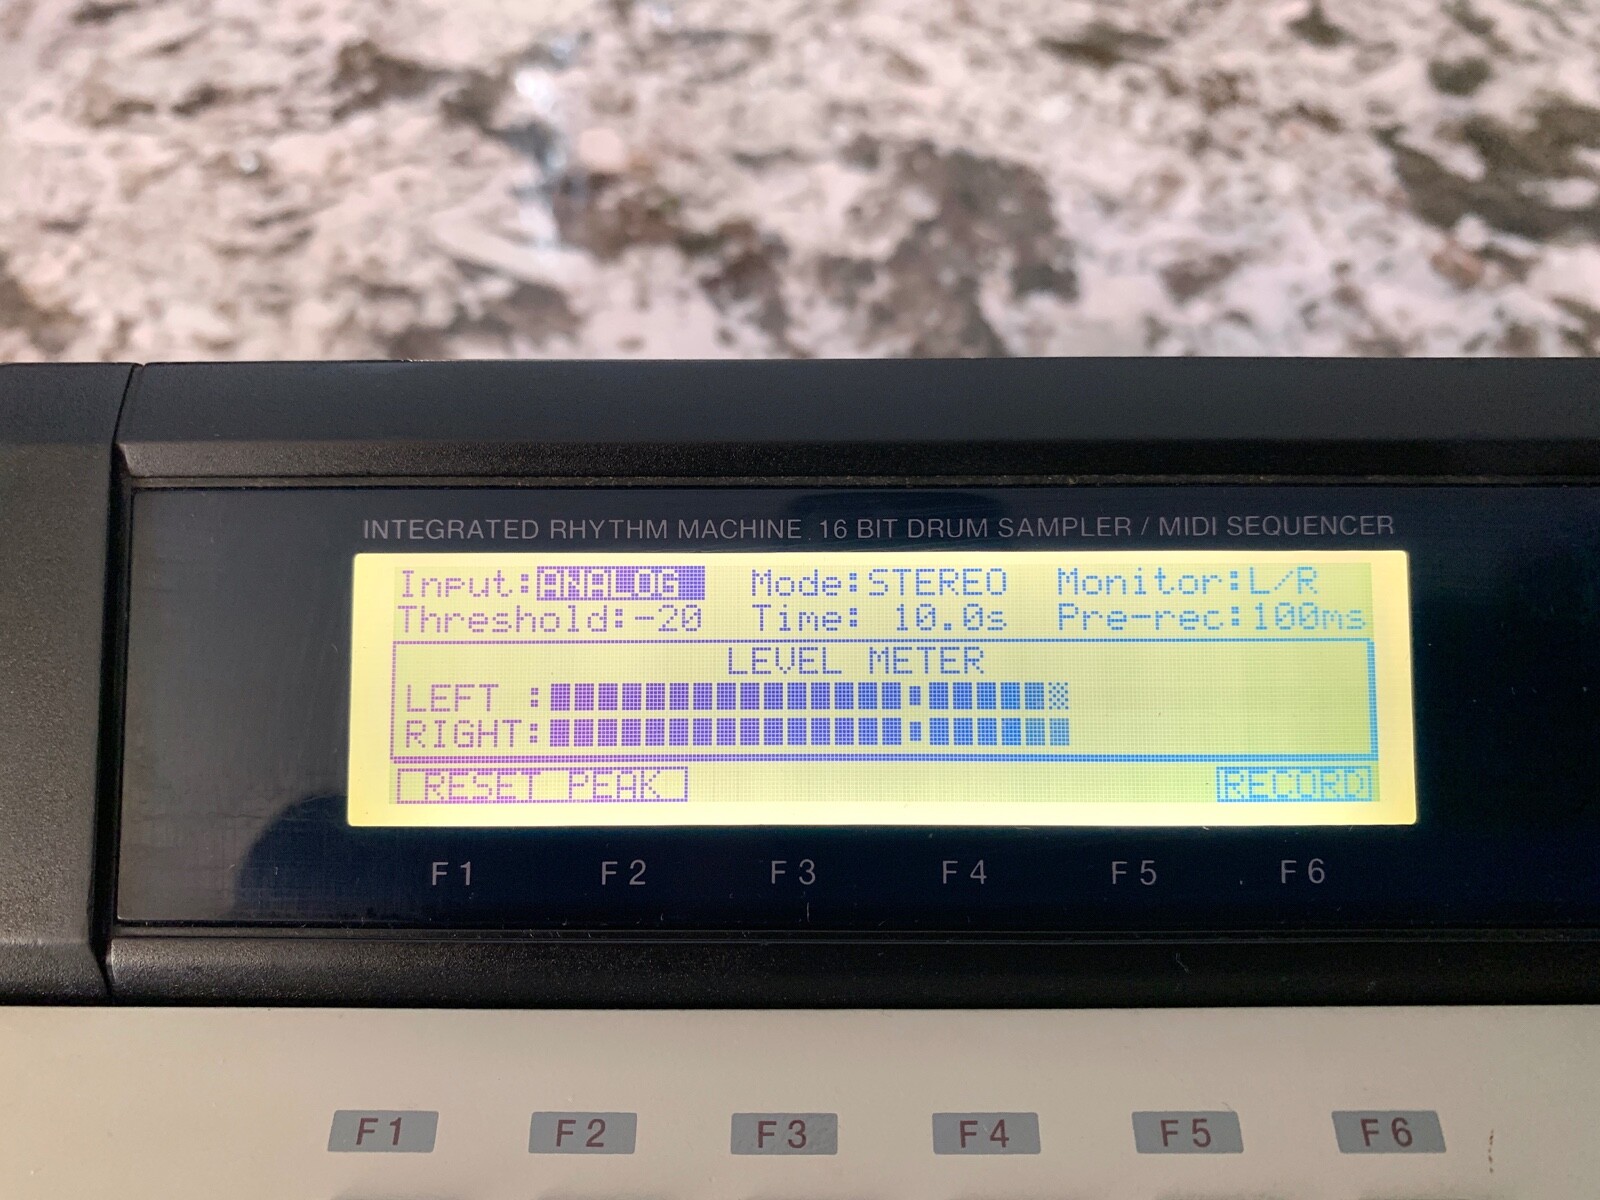 INTEGRATED RHYTHM MACHINE 16 BIT DRUM SAMPLER / MIDI SEQUENCER
Input:ANALOG Mode:STEREO Monitor:L/R
Threshold:-20 Time: 10.0s Pre-rec:100ms
LEVEL METER
LEFT :
RIGHT:
RESET PEAK RECORD
F1 F2 F3 F4 F5 F6
F1 F2 F3 F4 F5 F6